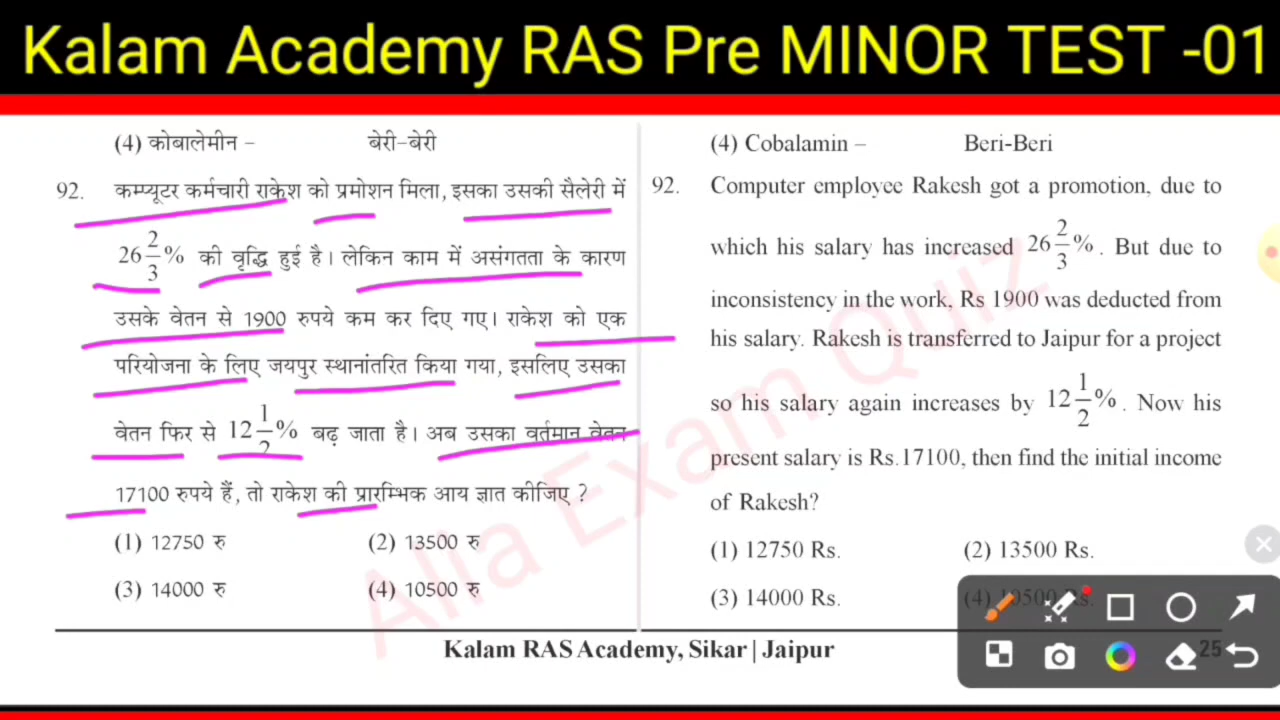 Kalam Academy RAS Pre MINOR TEST -01
(4) कोबालेमीन – बेरी-बेरी
92. कम्प्यूटर कर्मचारी राकेश को प्रमोशन मिला, इसका उसकी सैलेरी में
26 2/3 % की वृद्धि हुई है। लेकिन काम में असंगतता के कारण
उसके वेतन से 1900 रुपये कम कर दिए गए। राकेश को एक
परियोजना के लिए जयपुर स्थानांतरित किया गया, इसलिए उसका
वेतन फिर से 12 1/2 % बढ़ जाता है। अब उसका वर्तमान वेतन
17100 रुपये हैं, तो राकेश की प्रारम्भिक आय ज्ञात कीजिए ?
(1) 12750 रु (2) 13500 रु
(3) 14000 रु (4) 10500 रु
(4) Cobalamin – Beri-Beri
92. Computer employee Rakesh got a promotion, due to
which his salary has increased 26 2/3 %. But due to
inconsistency in the work, Rs 1900 was deducted from
his salary. Rakesh is transferred to Jaipur for a project
so his salary again increases by 12 1/2 %. Now his
present salary is Rs.17100, then find the initial income
of Rakesh?
(1) 12750 Rs. (2) 13500 Rs.
(3) 14000 Rs. (4) 10500 Rs.
Kalam RAS Academy, Sikar | Jaipur 25
Alla Exam Quiz